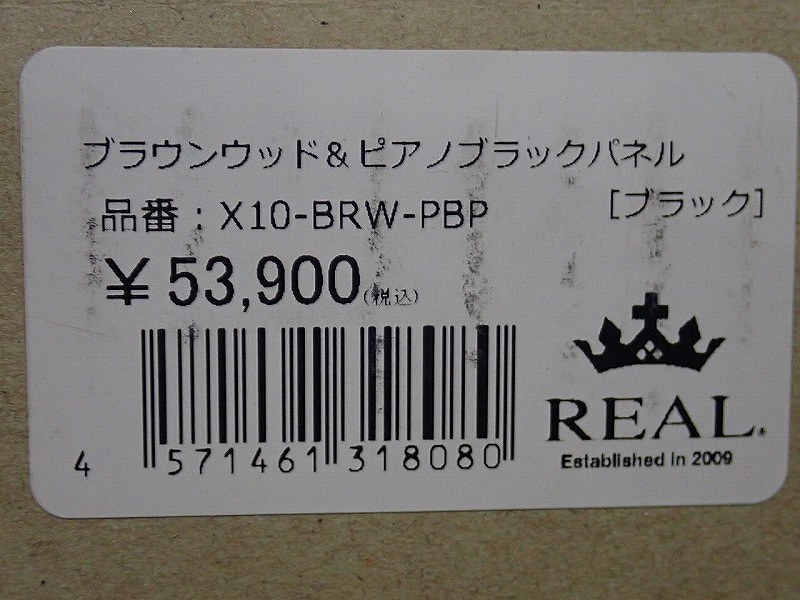 ブラウンウッド&ピアノブラックパネル
品番：X10-BRW-PBP
[ブラック]
¥53,900(税込)
4 571461 318080
REAL.
Established in 2009